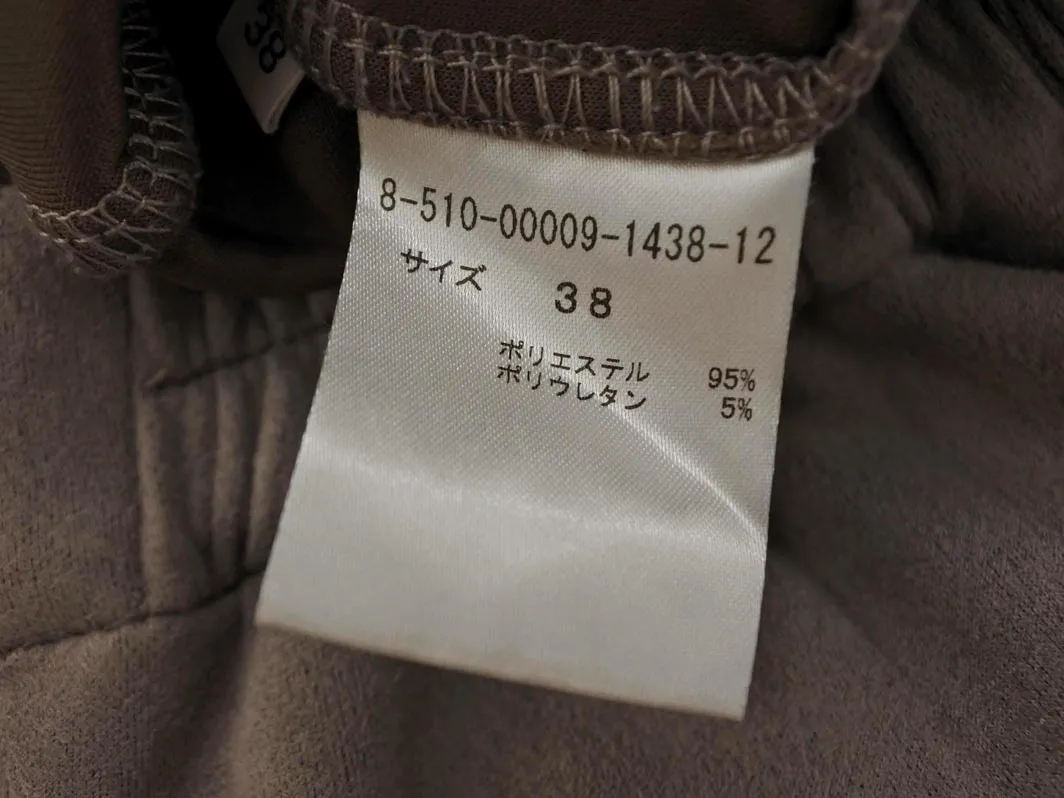 38
8-510-00009-1438-12
サイズ 38
ポリエステル 95%
ポリウレタン 5%